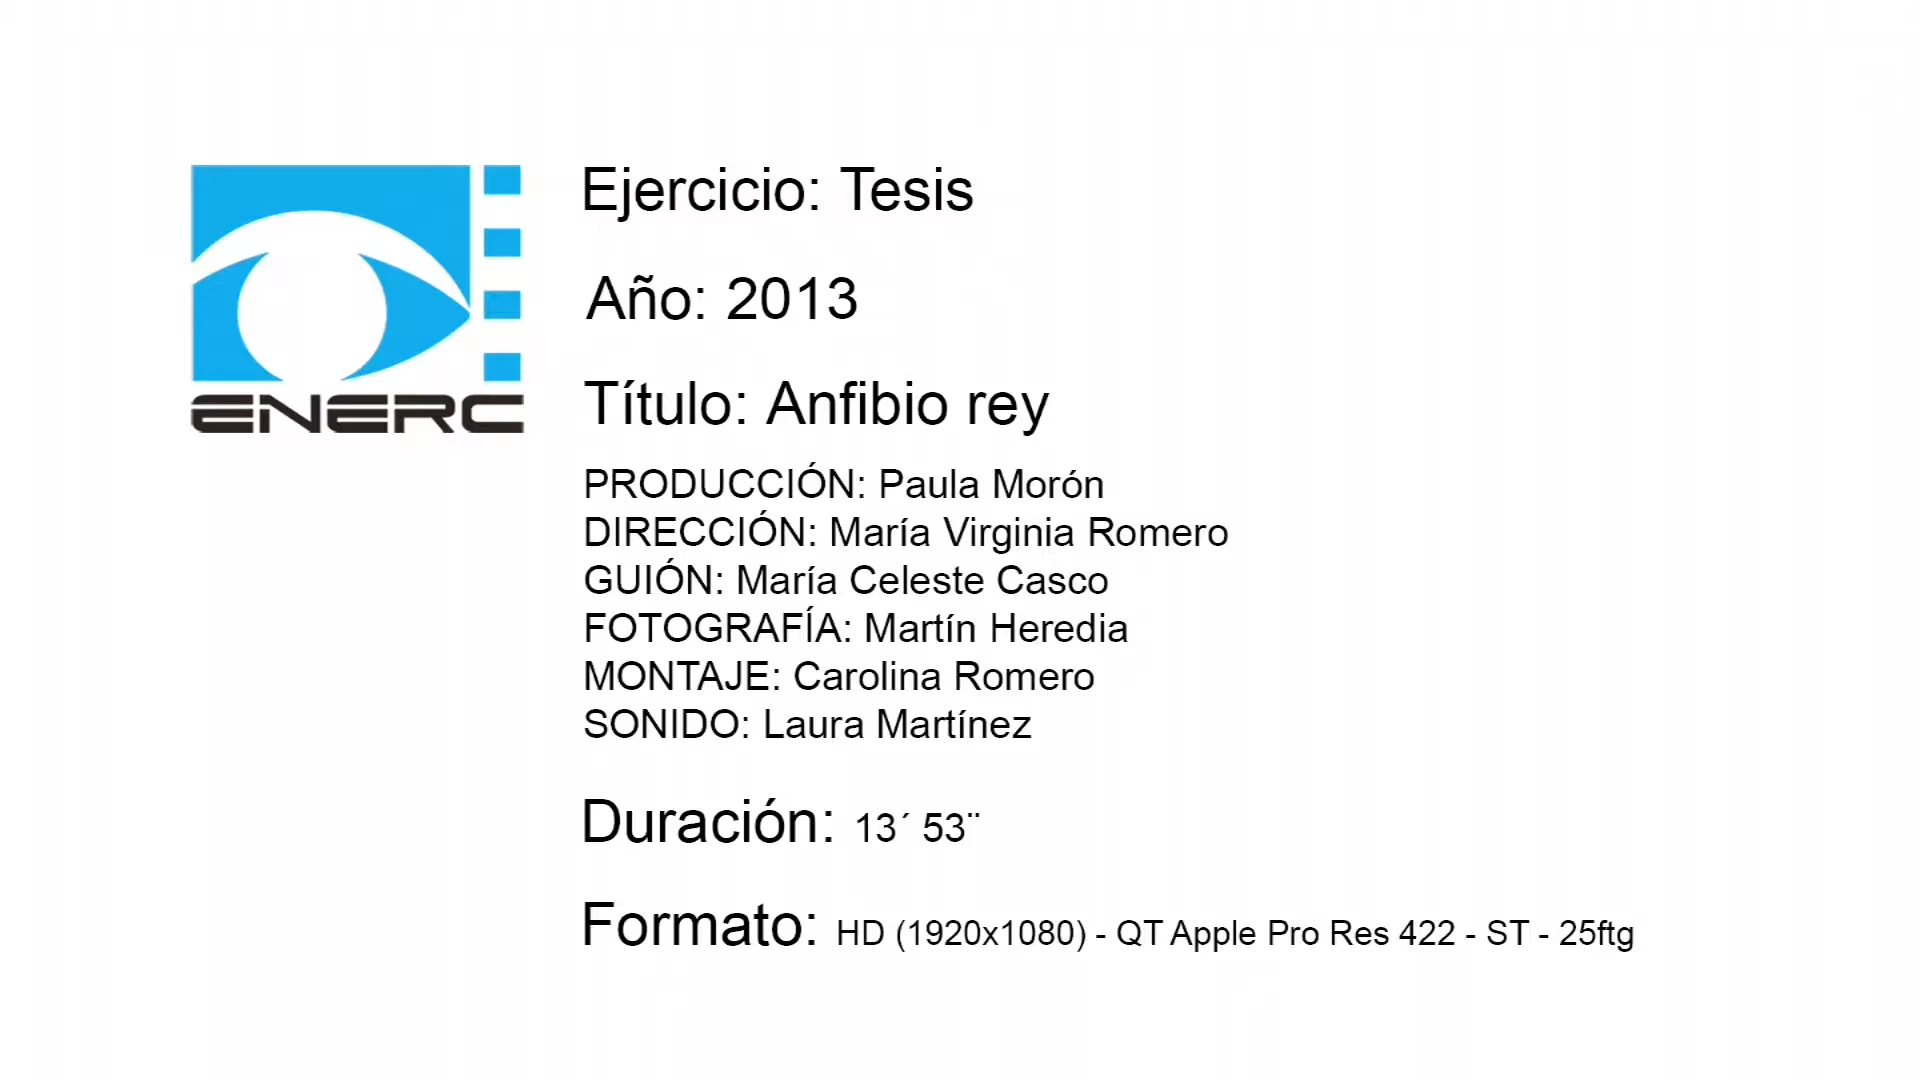 ENERC
Ejercicio: Tesis
Año: 2013
Título: Anfibio rey
PRODUCCIÓN: Paula Morón
DIRECCIÓN: María Virginia Romero
GUIÓN: María Celeste Casco
FOTOGRAFÍA: Martín Heredia
MONTAJE: Carolina Romero
SONIDO: Laura Martínez
Duración: 13´ 53¨
Formato: HD (1920x1080) - QT Apple Pro Res 422 - ST - 25ftg